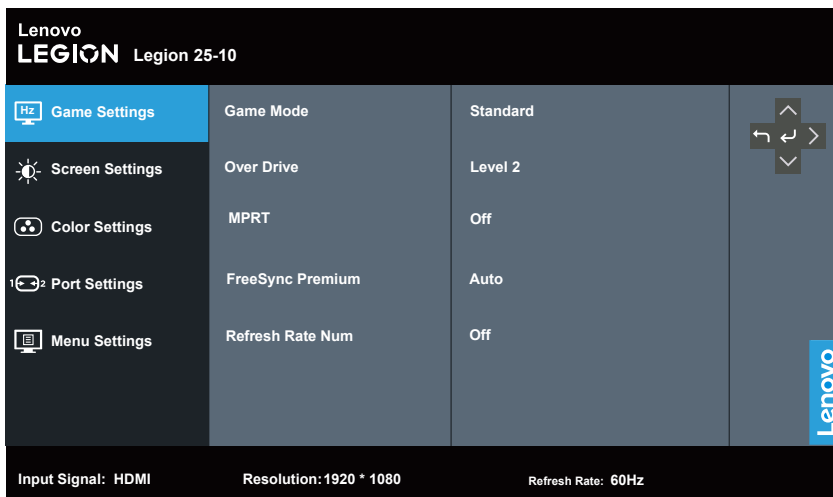 Lenovo
LEGION Legion 25-10
Hz Game Settings Game Mode Standard
Screen Settings Over Drive Level 2
Color Settings MPRT Off
1 2 Port Settings FreeSync Premium Auto
Menu Settings Refresh Rate Num Off
Lenovo
Input Signal: HDMI Resolution:1920 * 1080 Refresh Rate: 60Hz